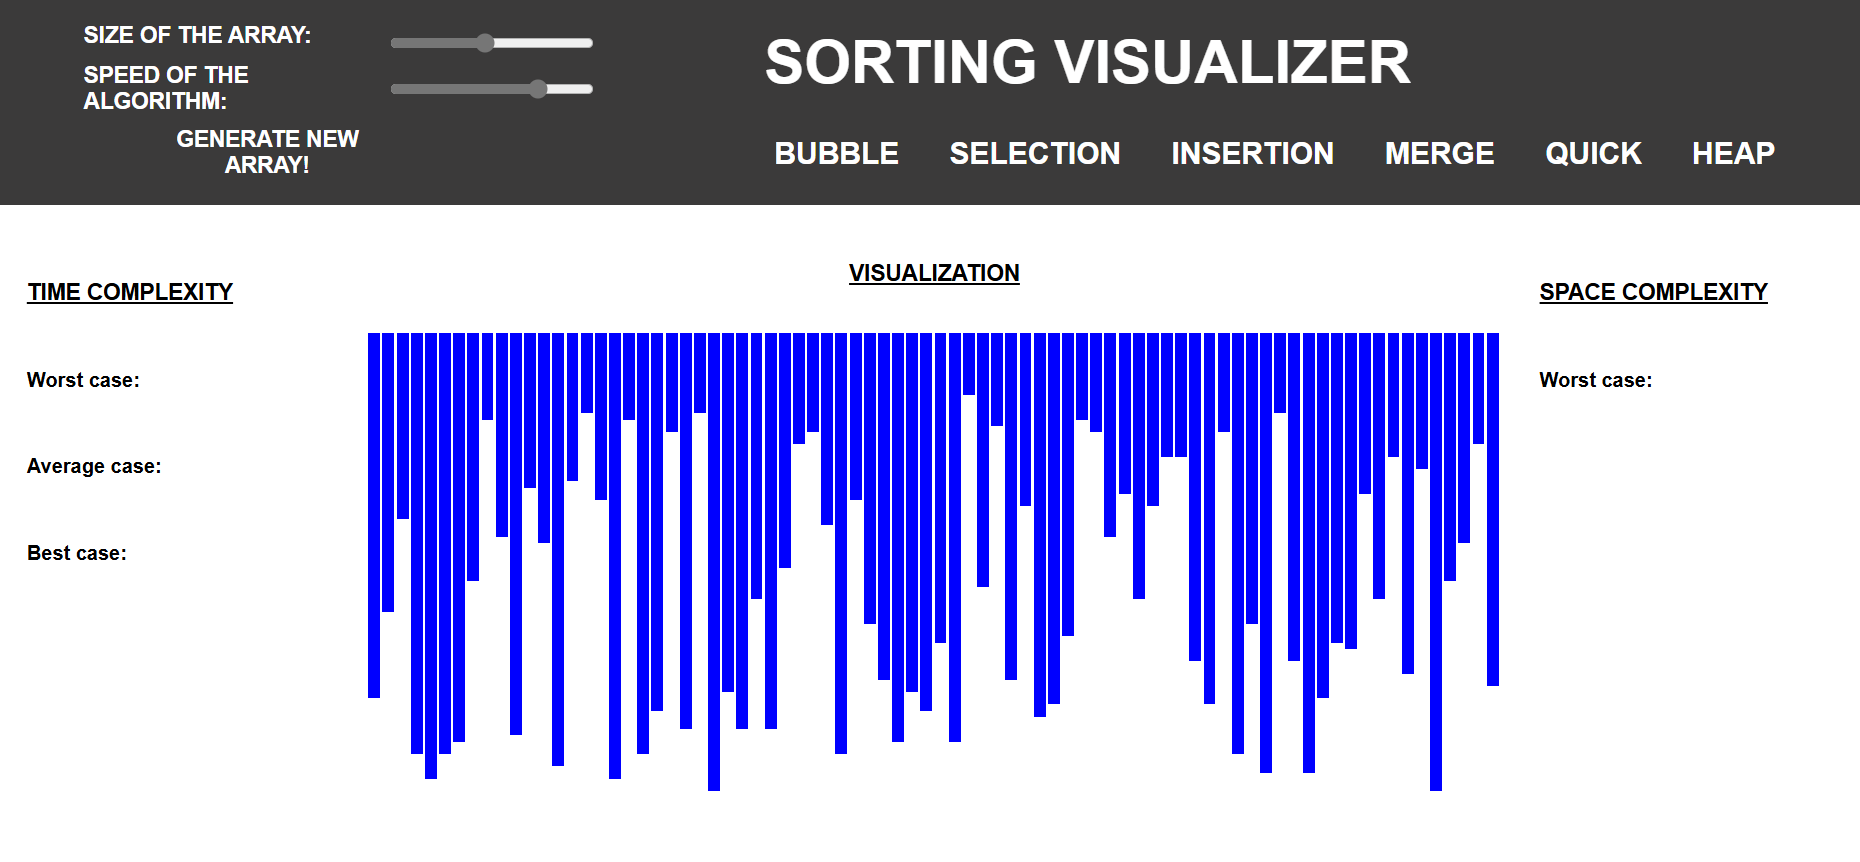 SIZE OF THE ARRAY:
SPEED OF THE
ALGORITHM:
GENERATE NEW
ARRAY!
SORTING VISUALIZER
BUBBLE SELECTION INSERTION MERGE QUICK HEAP
TIME COMPLEXITY
Worst case:
Average case:
Best case:
VISUALIZATION
SPACE COMPLEXITY
Worst case: